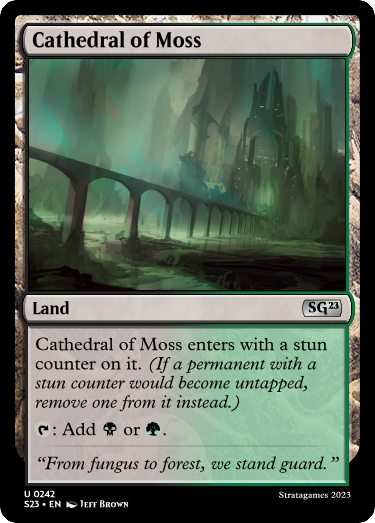 Cathedral of Moss
Land
SG23
Cathedral of Moss enters with a stun
counter on it. (If a permanent with a
stun counter would become untapped,
remove one from it instead.)
: Add or .
“From fungus to forest, we stand guard.”
U 0242
S23 • EN Jeff Brown
Stratagames 2023